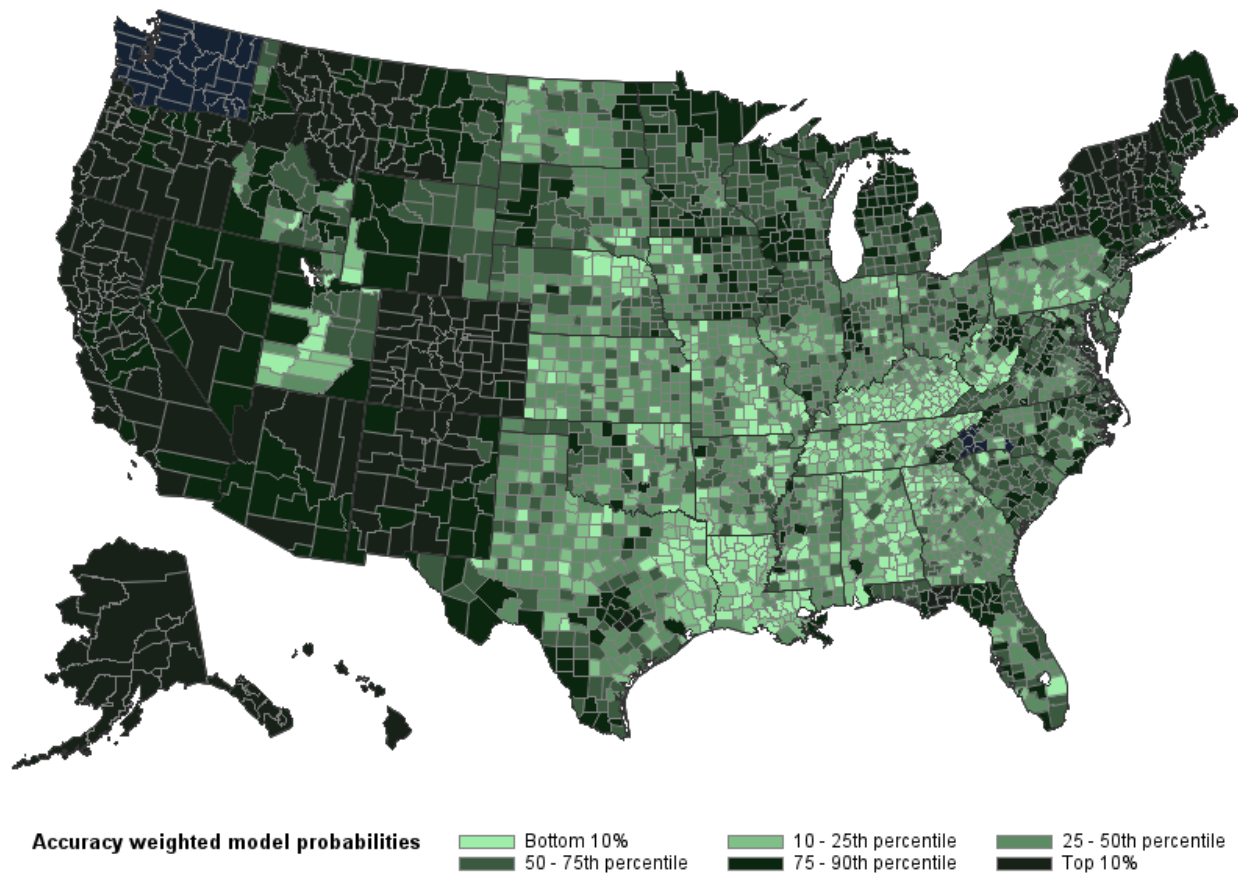 Accuracy weighted model probabilities Bottom 10% 10 - 25th percentile 25 - 50th percentile
50 - 75th percentile 75 - 90th percentile Top 10%